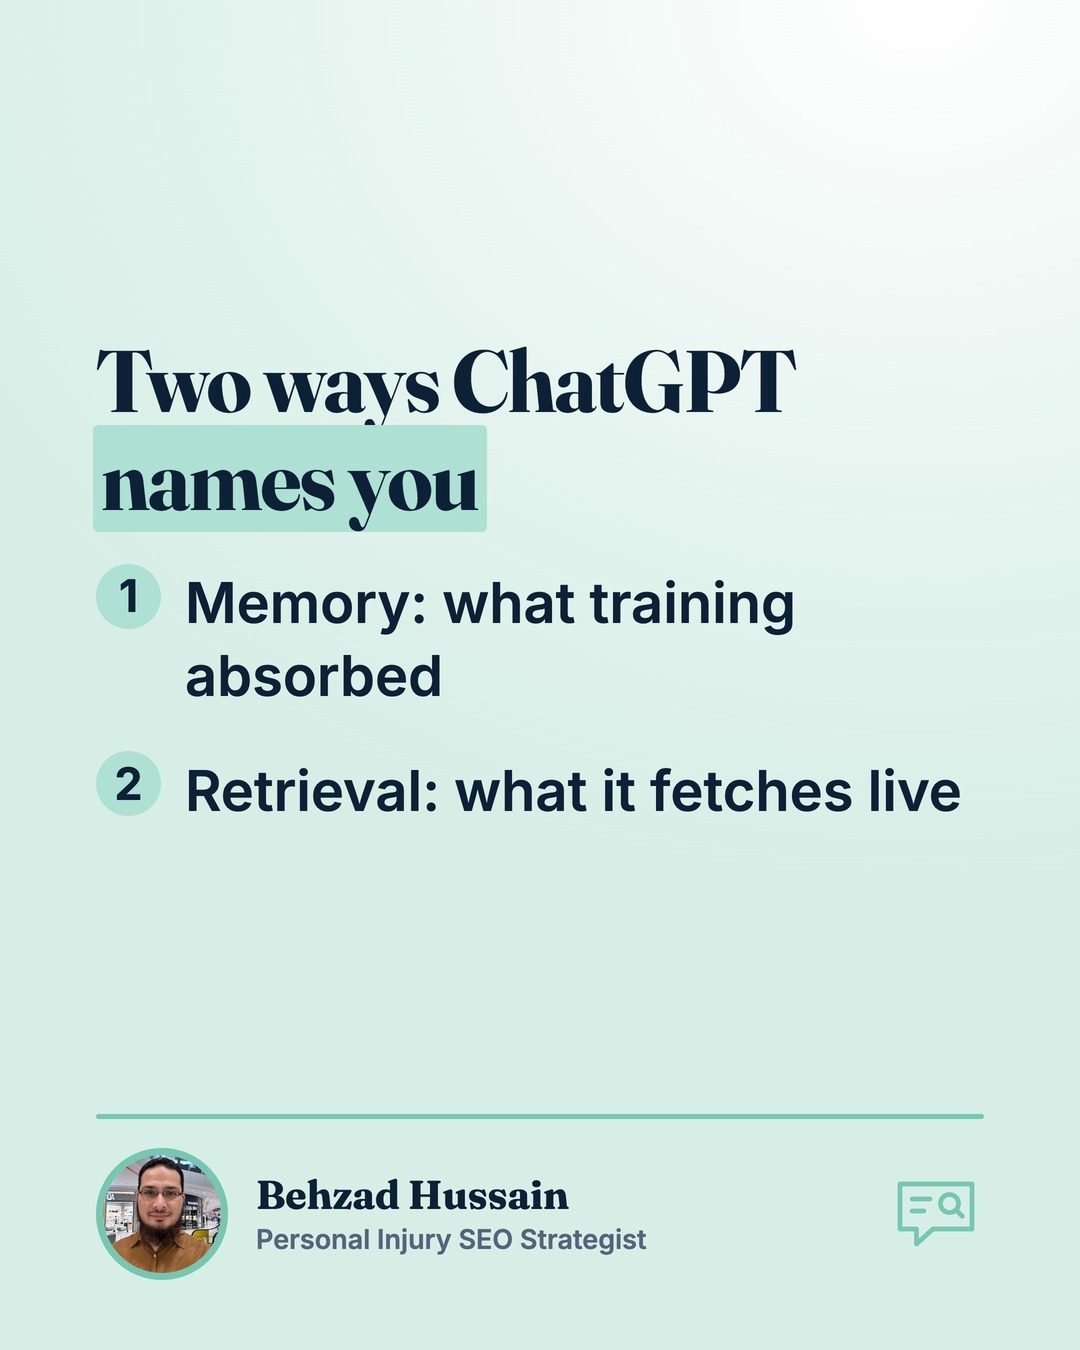 Two ways ChatGPT
names you
1 Memory: what training
absorbed
2 Retrieval: what it fetches live
Behzad Hussain
Personal Injury SEO Strategist